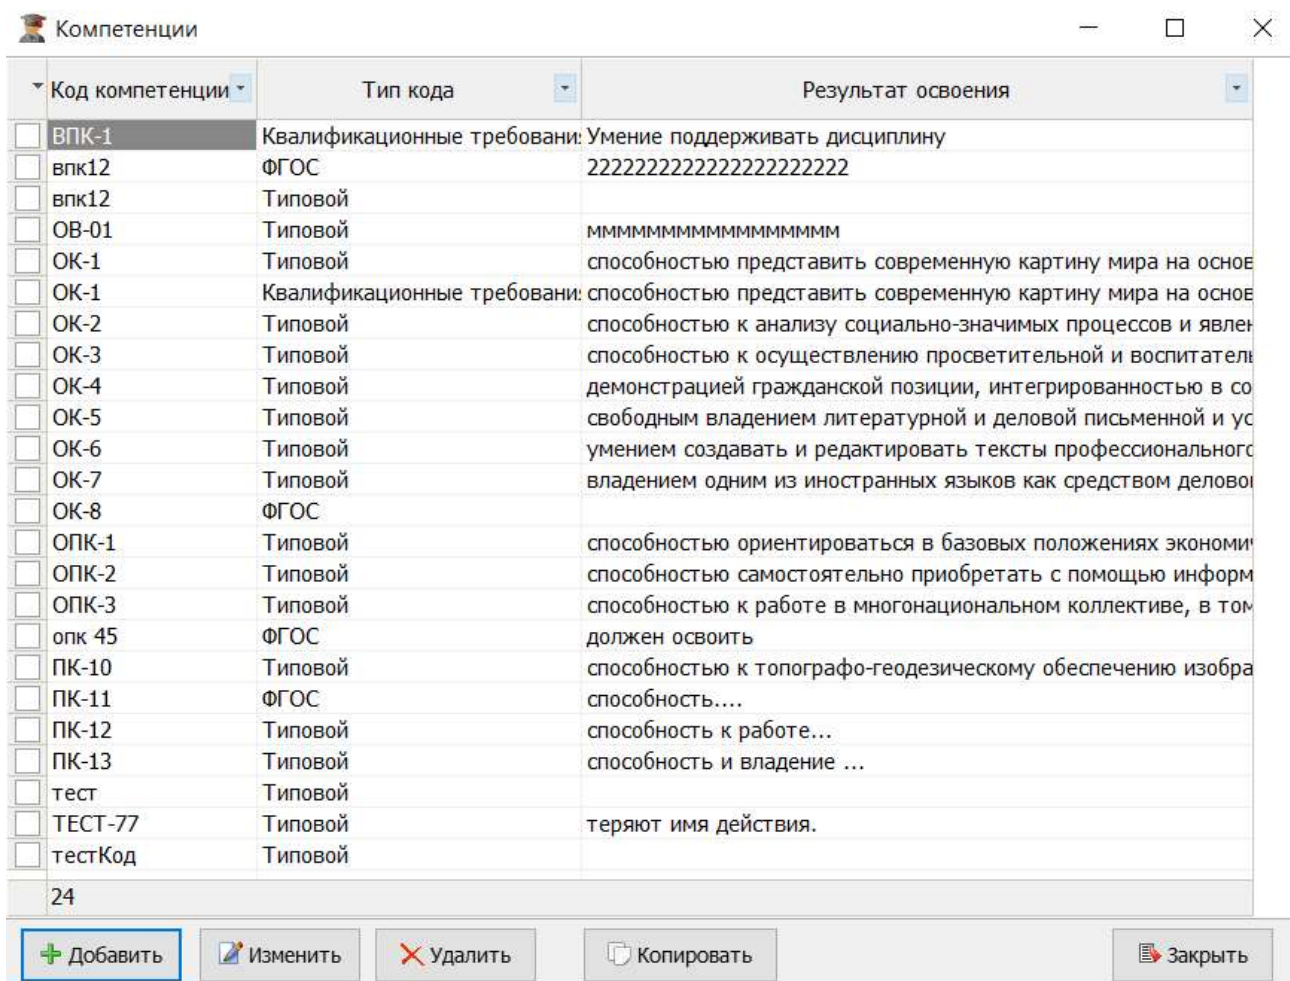 Компетенции
Код компетенции Тип кода Результат освоения
ВПК-1 Квалификационные требования Умение поддерживать дисциплину
впк12 ФГОС 2222222222222222222222
впк12 Типовой
ОВ-01 Типовой мммммммммммммммммм
ОК-1 Типовой способностью представить современную картину мира на основе
ОК-1 Квалификационные требования способностью представить современную картину мира на основе
ОК-2 Типовой способностью к анализу социально-значимых процессов и явлен
ОК-3 Типовой способностью к осуществлению просветительной и воспитатель
ОК-4 Типовой демонстрацией гражданской позиции, интегрированностью в со
ОК-5 Типовой свободным владением литературной и деловой письменной и ус
ОК-6 Типовой умением создавать и редактировать тексты профессионального
ОК-7 Типовой владением одним из иностранных языков как средством делово
ОК-8 ФГОС
ОПК-1 Типовой способностью ориентироваться в базовых положениях экономич
ОПК-2 Типовой способностью самостоятельно приобретать с помощью информ
ОПК-3 Типовой способностью к работе в многонациональном коллективе, в том
опк 45 ФГОС должен освоить
ПК-10 Типовой способностью к топографо-геодезическому обеспечению изобра
ПК-11 ФГОС способность....
ПК-12 Типовой способность к работе...
ПК-13 Типовой способность и владение ...
тест Типовой
ТЕСТ-77 Типовой теряют имя действия.
тестКод Типовой
24
Добавить Изменить Удалить Копировать Закрыть